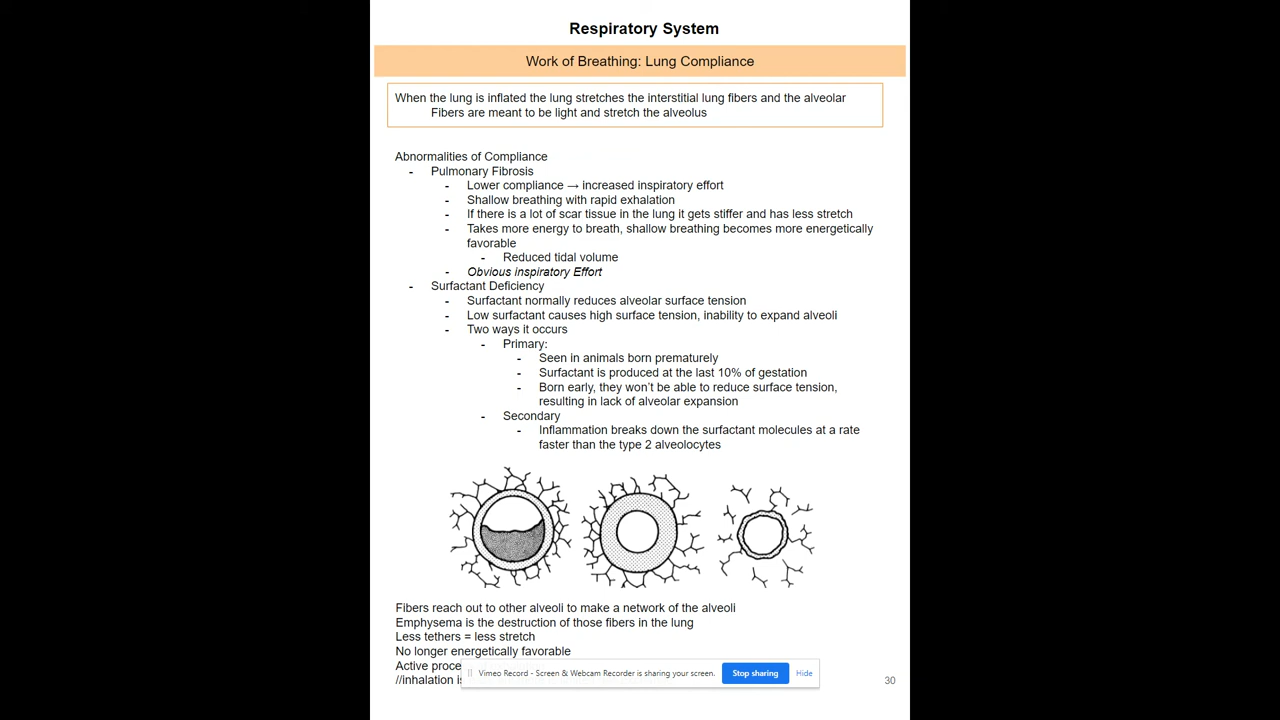 Respiratory System
Work of Breathing: Lung Compliance
When the lung is inflated the lung stretches the interstitial lung fibers and the alveolar
Fibers are meant to be light and stretch the alveolus
Abnormalities of Compliance
- Pulmonary Fibrosis
- Lower compliance → increased inspiratory effort
- Shallow breathing with rapid exhalation
- If there is a lot of scar tissue in the lung it gets stiffer and has less stretch
- Takes more energy to breath, shallow breathing becomes more energetically
favorable
- Reduced tidal volume
- Obvious inspiratory Effort
- Surfactant Deficiency
- Surfactant normally reduces alveolar surface tension
- Low surfactant causes high surface tension, inability to expand alveoli
- Two ways it occurs
- Primary:
- Seen in animals born prematurely
- Surfactant is produced at the last 10% of gestation
- Born early, they won't be able to reduce surface tension,
resulting in lack of alveolar expansion
- Secondary
- Inflammation breaks down the surfactant molecules at a rate
faster than the type 2 alveolocytes
Fibers reach out to other alveoli to make a network of the alveoli
Emphysema is the destruction of those fibers in the lung
Less tethers = less stretch
No longer energetically favorable
Active proce
//inhalation is
Vimeo Record - Screen & Webcam Recorder is sharing your screen. Stop sharing Hide
30